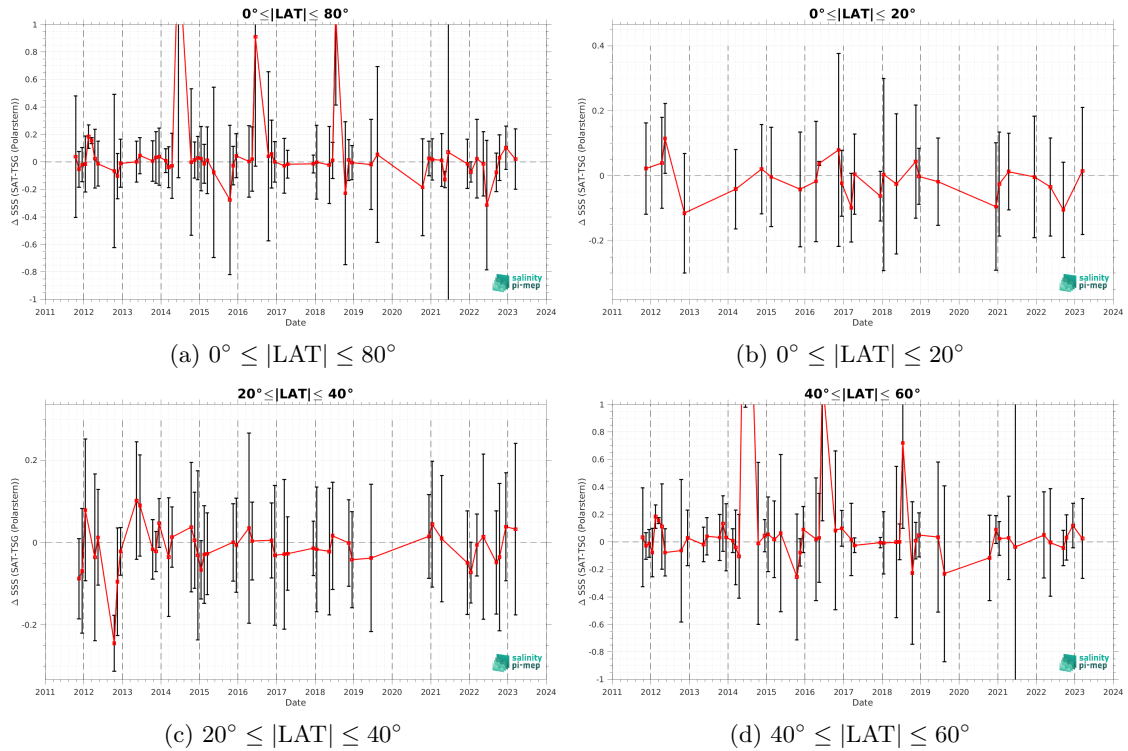 0°≤|LAT|≤ 80°
Δ SSS (SAT-TSG (Polarstern))
1
0.8
0.6
0.4
0.2
0
-0.2
-0.4
-0.6
-0.8
-1
2011 2012 2013 2014 2015 2016 2017 2018 2019 2020 2021 2022 2023 2024
Date
salinity
pi-mep
(a) 0° ≤ |LAT| ≤ 80°
0°≤|LAT|≤ 20°
Δ SSS (SAT-TSG (Polarstern))
0.4
0.2
0
-0.2
2011 2012 2013 2014 2015 2016 2017 2018 2019 2020 2021 2022 2023 2024
Date
salinity
pi-mep
(b) 0° ≤ |LAT| ≤ 20°
20°≤|LAT|≤ 40°
Δ SSS (SAT-TSG (Polarstern))
0.2
0
-0.2
2011 2012 2013 2014 2015 2016 2017 2018 2019 2020 2021 2022 2023 2024
Date
salinity
pi-mep
(c) 20° ≤ |LAT| ≤ 40°
40°≤|LAT|≤ 60°
Δ SSS (SAT-TSG (Polarstern))
1
0.8
0.6
0.4
0.2
0
-0.2
-0.4
-0.6
-0.8
-1
2011 2012 2013 2014 2015 2016 2017 2018 2019 2020 2021 2022 2023 2024
Date
salinity
pi-mep
(d) 40° ≤ |LAT| ≤ 60°